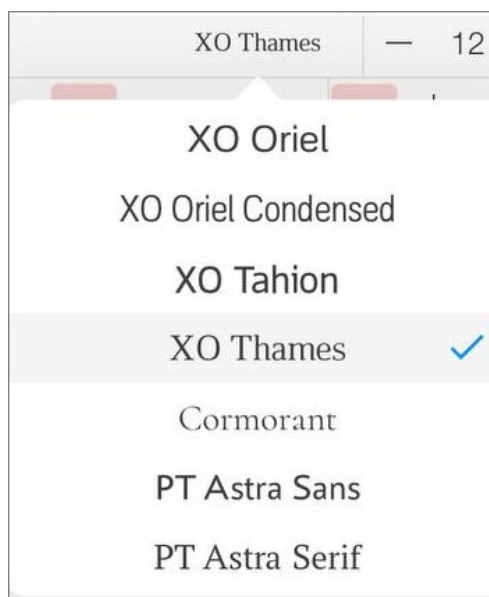 XO Thames — 12
XO Oriel
XO Oriel Condensed
XO Tahion
XO Thames
Cormorant
PT Astra Sans
PT Astra Serif